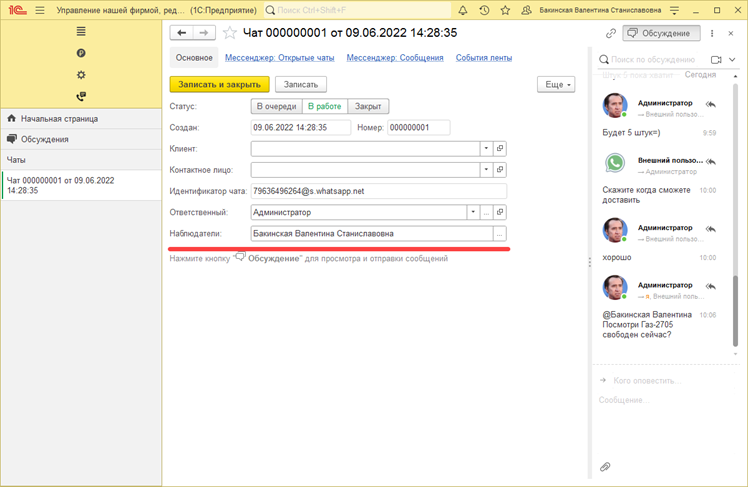 1С Управление нашей фирмой, ред... (1С:Предприятие) Поиск Ctrl+Shift+F Бакинская Валентина Станиславовна
Чат 000000001 от 09.06.2022 14:28:35
Основное Мессенджер: Открытые чаты Мессенджер: Сообщения События ленты
Записать и закрыть Записать Еще
Статус: В очереди В работе Закрыт
Создан: 09.06.2022 14:28:35 Номер: 000000001
Клиент:
Контактное лицо:
Идентификатор чата: 79636496264@s.whatsapp.net
Ответственный: Администратор
Наблюдатели: Бакинская Валентина Станиславовна
Нажмите кнопку "Обсуждение" для просмотра и отправки сообщений
Начальная страница
Обсуждения
Чаты
Чат 000000001 от 09.06.2022
14:28:35
Обсуждение
Поиск по обсуждению
Сегодня
Администратор
→ Внешний пользо...
Будет 5 штук=) 9:59
Внешний пользо...
→ Администратор
Скажите когда сможете 10:00
доставить
Администратор
→ Внешний пользо...
хорошо 10:00
Администратор
→ Я, Внешний поль...
@Бакинская Валентина 10:06
Посмотри Газ-2705
свободен сейчас?
Кого оповестить...
Сообщение...